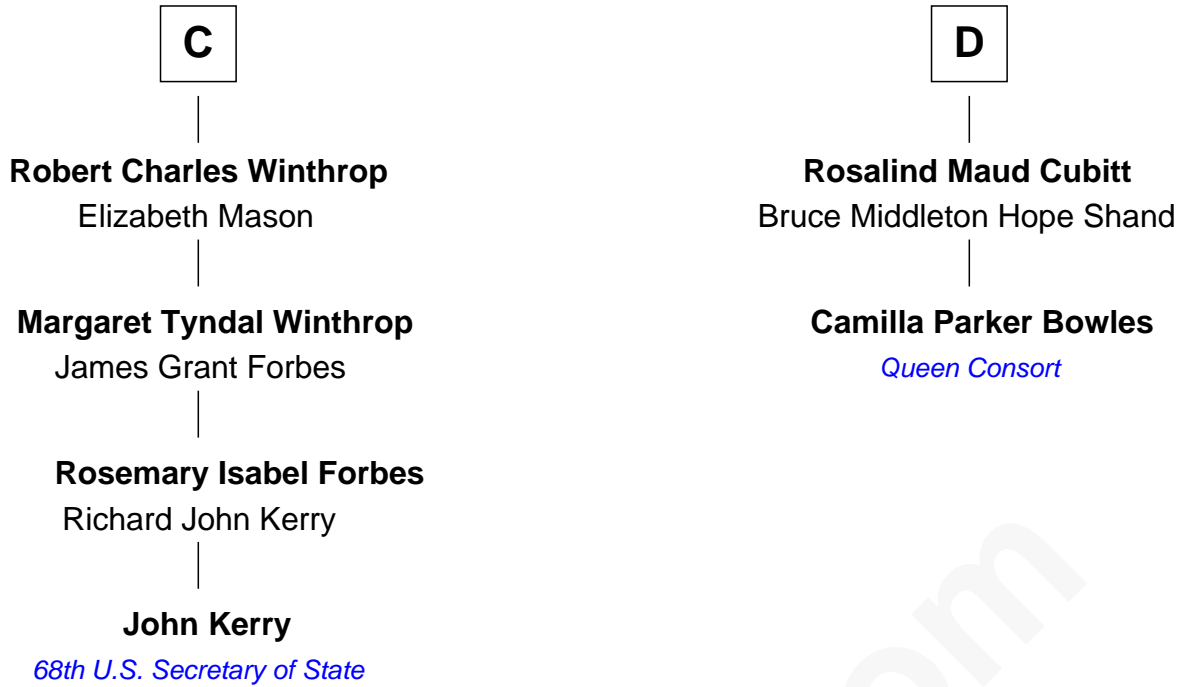 C
Robert Charles Winthrop
Elizabeth Mason
Margaret Tyndal Winthrop
James Grant Forbes
Rosemary Isabel Forbes
Richard John Kerry
John Kerry
68th U.S. Secretary of State
D
Rosalind Maud Cubitt
Bruce Middleton Hope Shand
Camilla Parker Bowles
Queen Consort
om